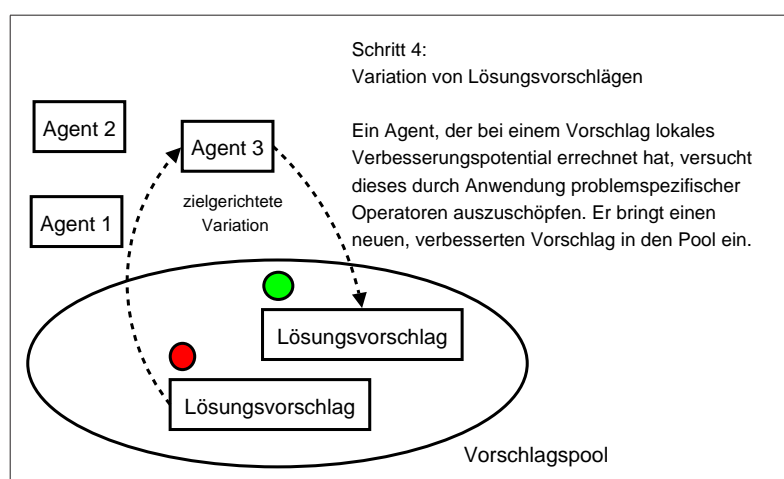 Schritt 4:
Variation von Lösungsvorschlägen
Ein Agent, der bei einem Vorschlag lokales
Verbesserungspotential errechnet hat, versucht
dieses durch Anwendung problemspezifischer
Operatoren auszuschöpfen. Er bringt einen
neuen, verbesserten Vorschlag in den Pool ein.
Agent 2
Agent 3
Agent 1
zielgerichtete
Variation
Lösungsvorschlag
Lösungsvorschlag
Vorschlagspool